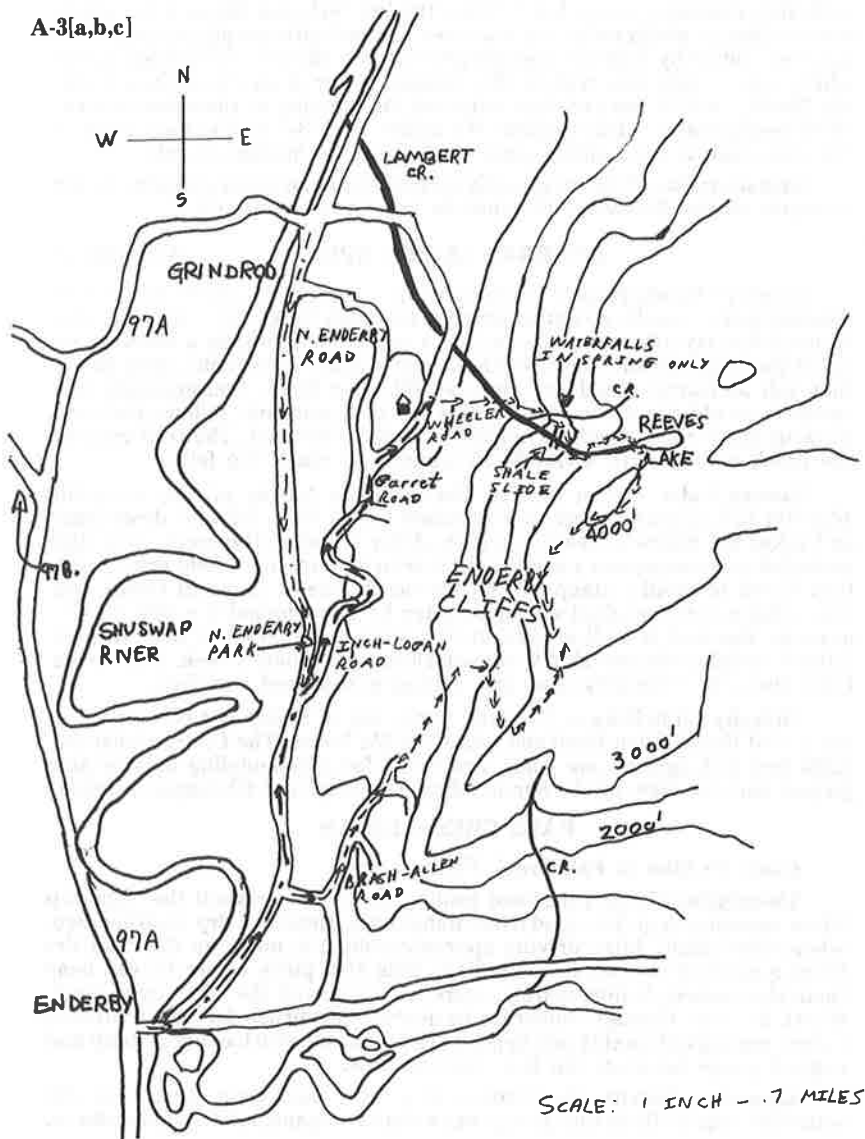 A-3[a,b,c]
N
W E
S
LAMBERT
CR.
GRINDROD
97A
N. ENDERBY
ROAD
WATERFALLS
IN SPRING ONLY
CR.
WHEELER
ROAD
REEVES
LAKE
SHALE
SLIDE
Garret
ROAD
4000'
97B.
ENDERBY
CLIFFS
SHUSWAP
RIVER
N. ENDERBY
PARK
INCH-LOGAN
ROAD
3000'
2000'
BRASH-ALLEN
ROAD
CR.
97A
ENDERBY
SCALE: 1 INCH - .7 MILES